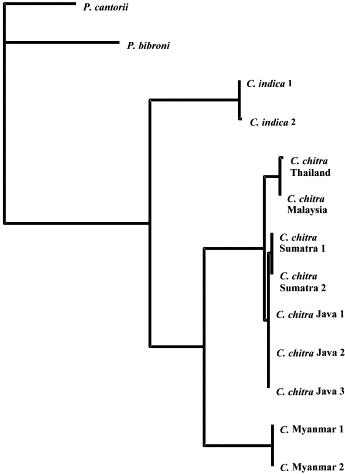 P. cantorii
P. bibroni
C. indica 1
C. indica 2
C. chitra
Thailand
C. chitra
Malaysia
C. chitra
Sumatra 1
C. chitra
Sumatra 2
C. chitra Java 1
C. chitra Java 2
C. chitra Java 3
C. Myanmar 1
C. Myanmar 2